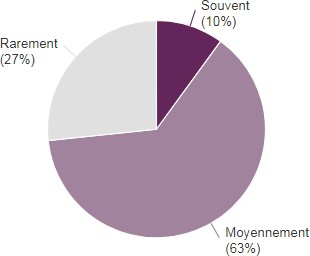 Souvent
(10%)
Rarement
(27%)
Moyennement
(63%)